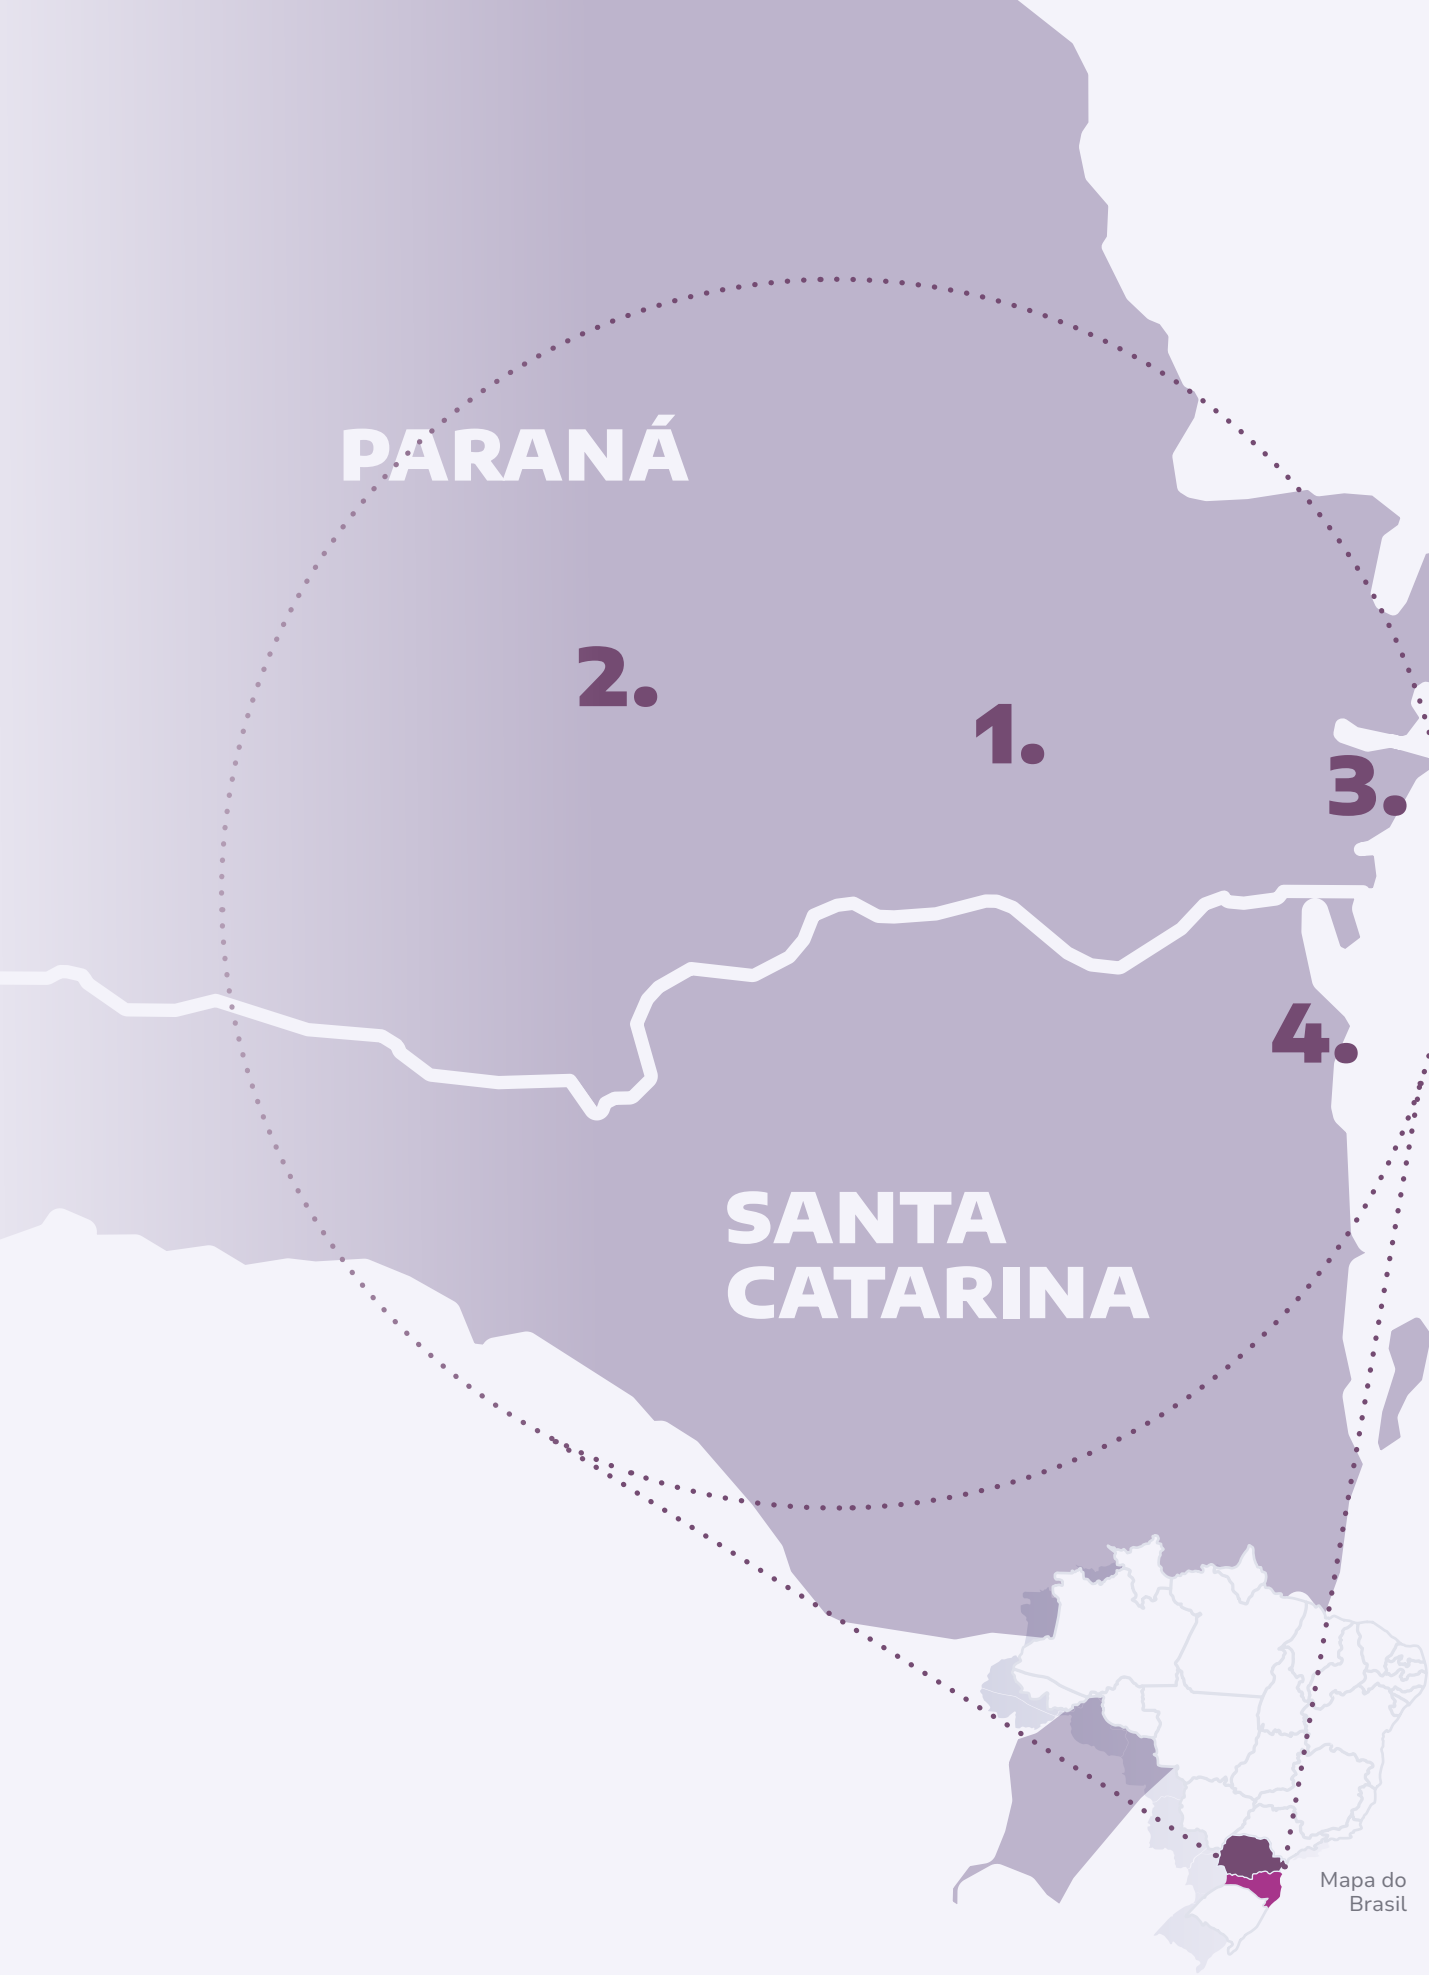 PARANÁ
2.
1.
3.
4.
SANTA
CATARINA
Mapa do
Brasil